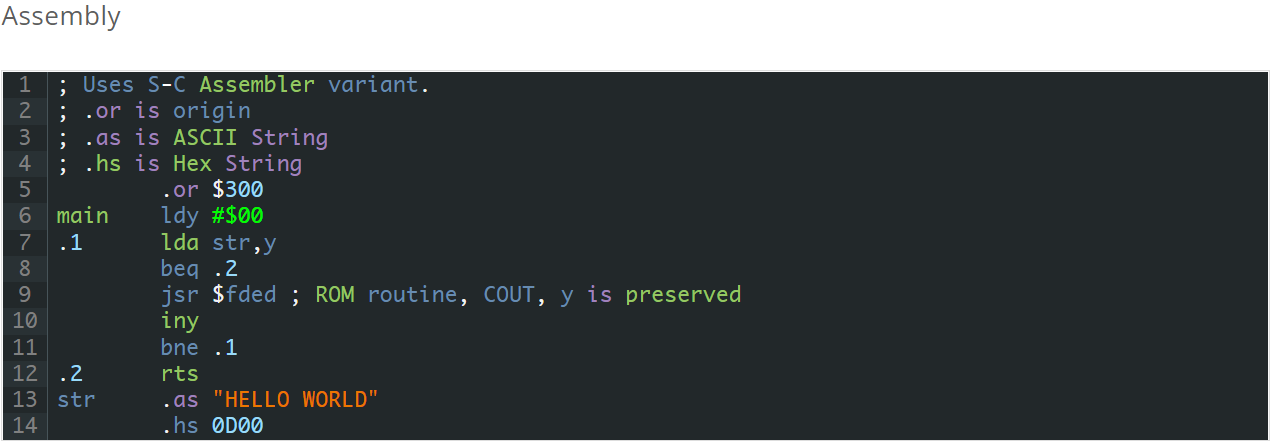 Assembly
1 ; Uses S-C Assembler variant.
2 ; .or is origin
3 ; .as is ASCII String
4 ; .hs is Hex String
5         .or $300
6 main    ldy #$00
7 .1      lda str,y
8         beq .2
9         jsr $fded ; ROM routine, COUT, y is preserved
10         iny
11         bne .1
12 .2      rts
13 str     .as "HELLO WORLD"
14         .hs 0D00